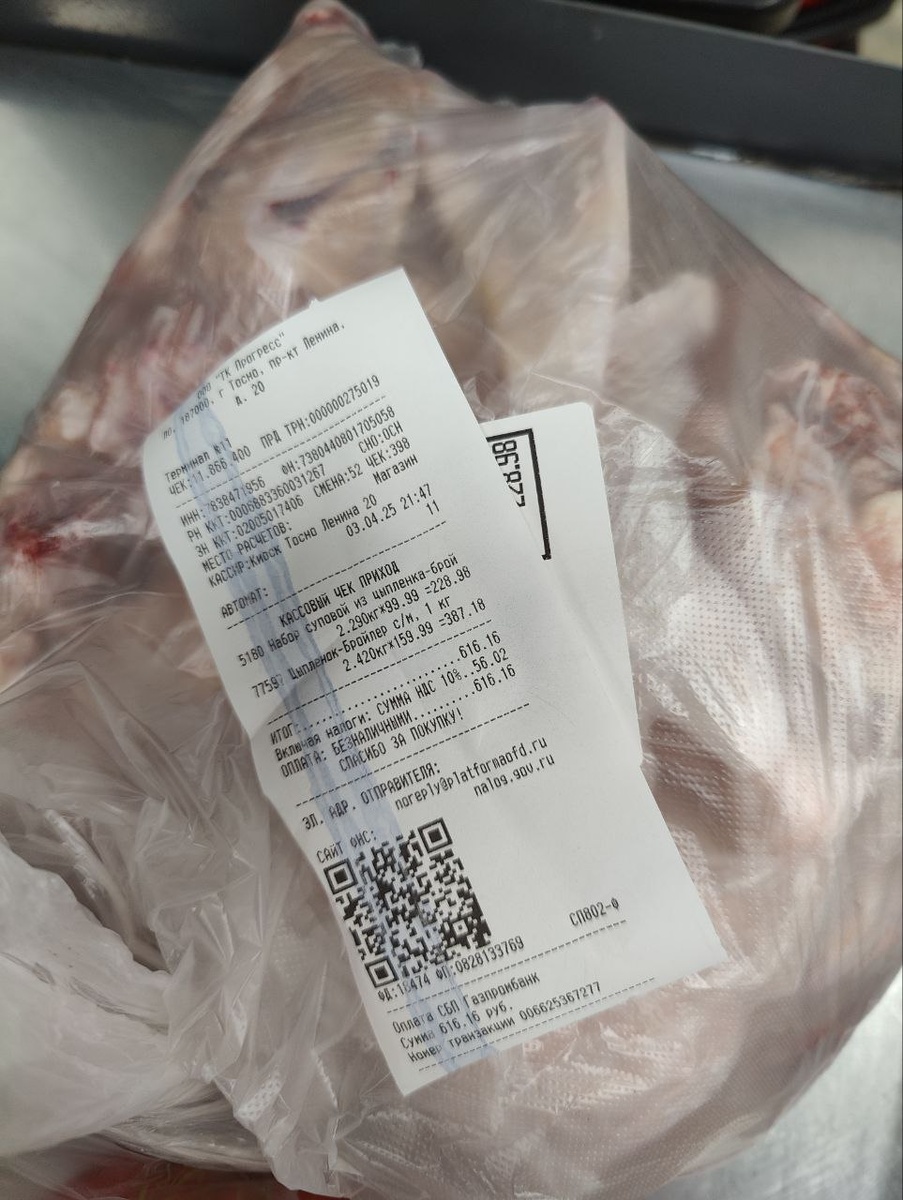 ООО "ТК Прогресс"
ЛО, 187000, г Тосно, пр-кт Ленина,
д. 20
Терминал №11
ЧЕК:11.866.400 ПРД ТРН:000000275019
ИНН:7838471956 ФН:7380440801705058
РН ККТ:0006883360031267 СНО:ОСН
ЗН ККТ:02005017406 СМЕНА:52 ЧЕК:398
МЕСТО РАСЧЕТОВ: Магазин
КАССИР:Киоск Тосно Ленина 20
03.04.25 21:47
АВТОМАТ: 11
КАССОВЫЙ ЧЕК ПРИХОД
5180 Набор суповой из цыпленка-брой
2.290кг*99.99 =228.98
77597 Цыпленок-Бройлер с/м, 1 кг
2.420кг*159.99 =387.18
ИТОГ:......................616.16
Включая налоги: СУММА НДС 10%..56.02
ОПЛАТА: БЕЗНАЛИЧНЫМИ.........616.16
СПАСИБО ЗА ПОКУПКУ!
ЭЛ. АДР. ОТПРАВИТЕЛЯ:
noreply@platformaofd.ru
САЙТ ФНС: nalog.gov.ru
ФД:18474 ФП:0828133769 СП802-Ф
Оплата СБП Газпромбанк
Сумма 616,16 руб.
Номер транзакции 006625367277
228.98